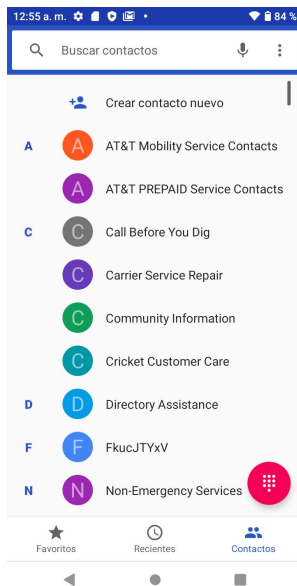 12:55 a. m. 84 %
Buscar contactos
Crear contacto nuevo
A A AT&T Mobility Service Contacts
A AT&T PREPAID Service Contacts
C C Call Before You Dig
C Carrier Service Repair
C Community Information
C Cricket Customer Care
D D Directory Assistance
F F FkucJTYxV
N N Non-Emergency Services
Favoritos Recientes Contactos